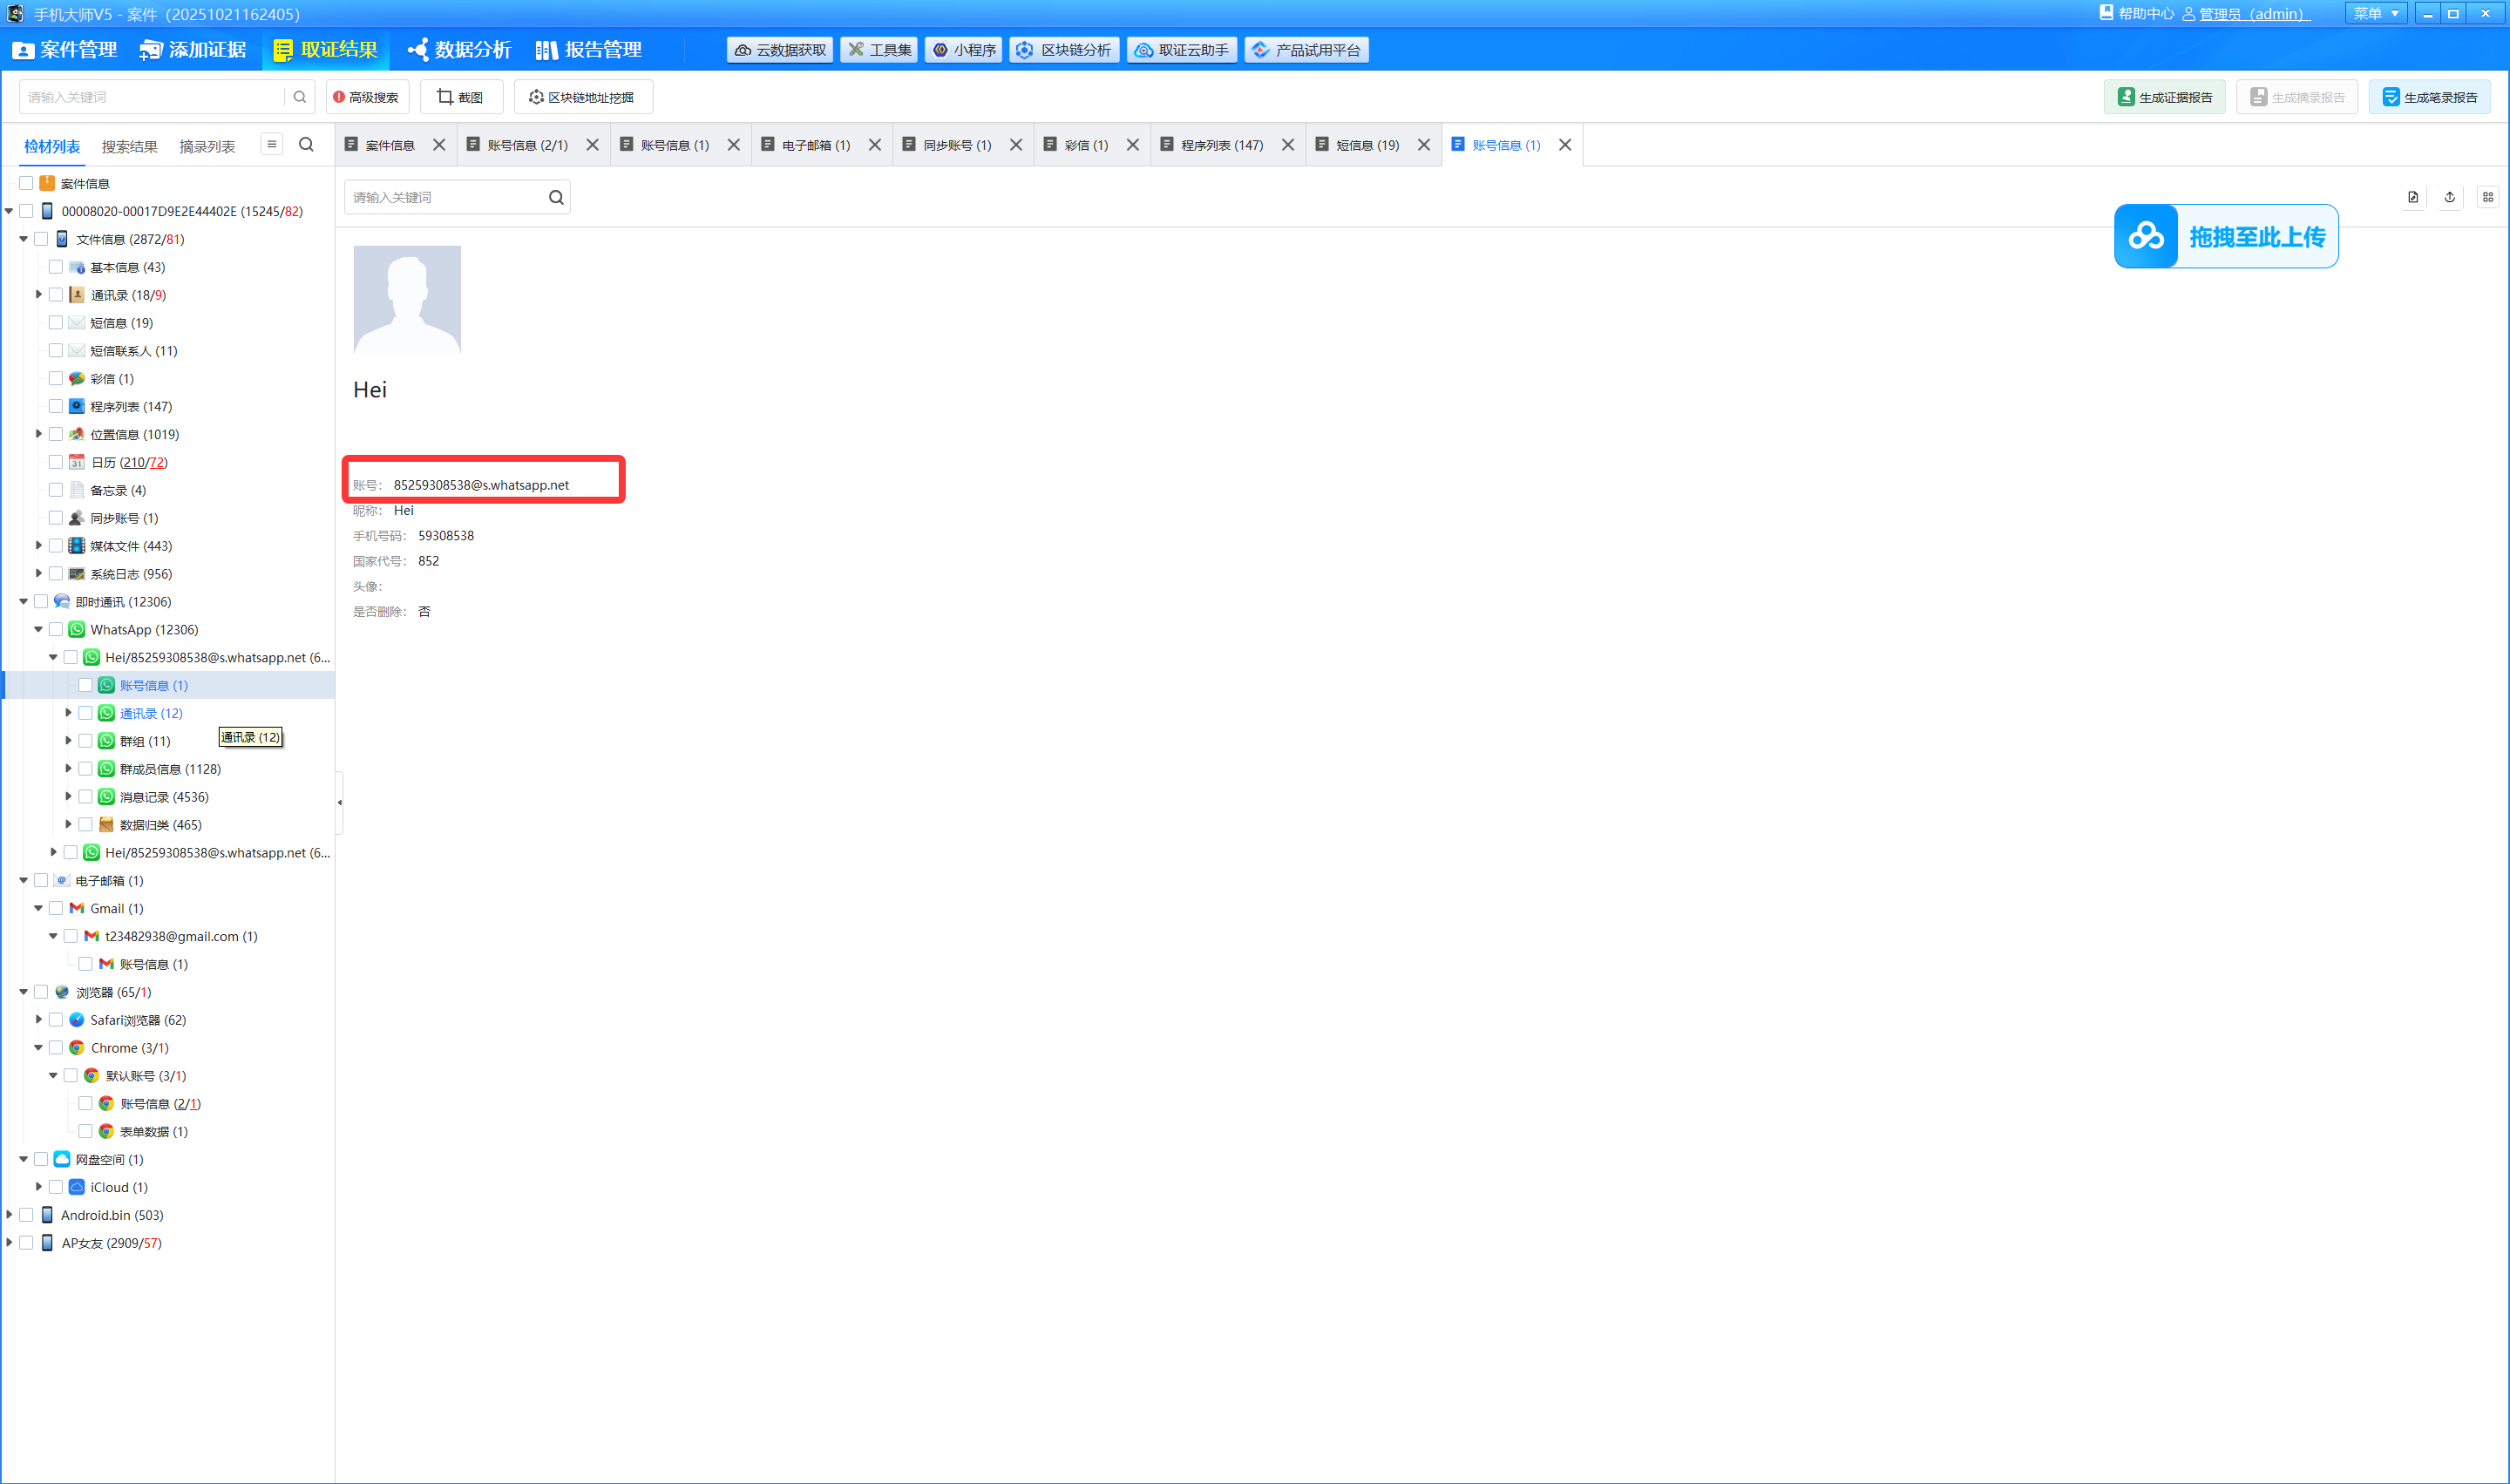 手机大师V5 - 案件（20251021162405）
帮助中心 管理员（admin） 菜单
案件管理 添加证据 取证结果 数据分析 报告管理 云数据获取 工具集 小程序 区块链分析 取证云助手 产品试用平台
请输入关键词 高级搜索 截图 区块链地址挖掘 生成证据报告 生成摘录报告 生成笔录报告
检材列表 搜索结果 摘录列表
案件信息 账号信息 (2/1) 账号信息 (1) 电子邮箱 (1) 同步账号 (1) 彩信 (1) 程序列表 (147) 短信息 (19) 账号信息 (1)
案件信息
00008020-00017D9E2E44402E (15245/82)
文件信息 (2872/81)
基本信息 (43)
通讯录 (18/9)
短信息 (19)
短信联系人 (11)
彩信 (1)
程序列表 (147)
位置信息 (1019)
日历 (210/72)
备忘录 (4)
同步账号 (1)
媒体文件 (443)
系统日志 (956)
即时通讯 (12306)
WhatsApp (12306)
Hei/85259308538@s.whatsapp.net (6...
账号信息 (1)
通讯录 (12)
通讯录 (12)
群组 (11)
群成员信息 (1128)
消息记录 (4536)
数据归类 (465)
Hei/85259308538@s.whatsapp.net (6...
电子邮箱 (1)
Gmail (1)
t23482938@gmail.com (1)
账号信息 (1)
浏览器 (65/1)
Safari浏览器 (62)
Chrome (3/1)
默认账号 (3/1)
账号信息 (2/1)
表单数据 (1)
网盘空间 (1)
iCloud (1)
Android.bin (503)
AP女友 (2909/57)
请输入关键词
拖拽至此上传
Hei
账号： 85259308538@s.whatsapp.net
昵称： Hei
手机号码： 59308538
国家代号： 852
头像：
是否删除： 否